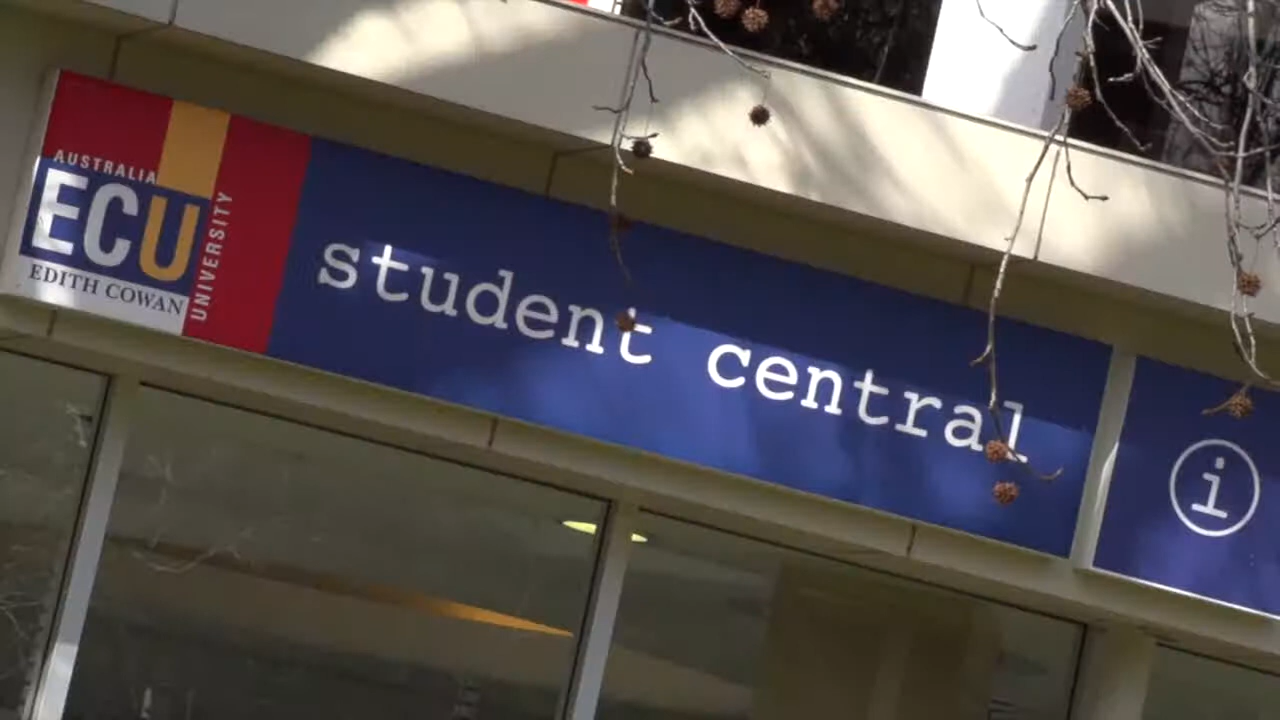 AUSTRALIA
ECU
EDITH COWAN
UNIVERSITY
student central
i